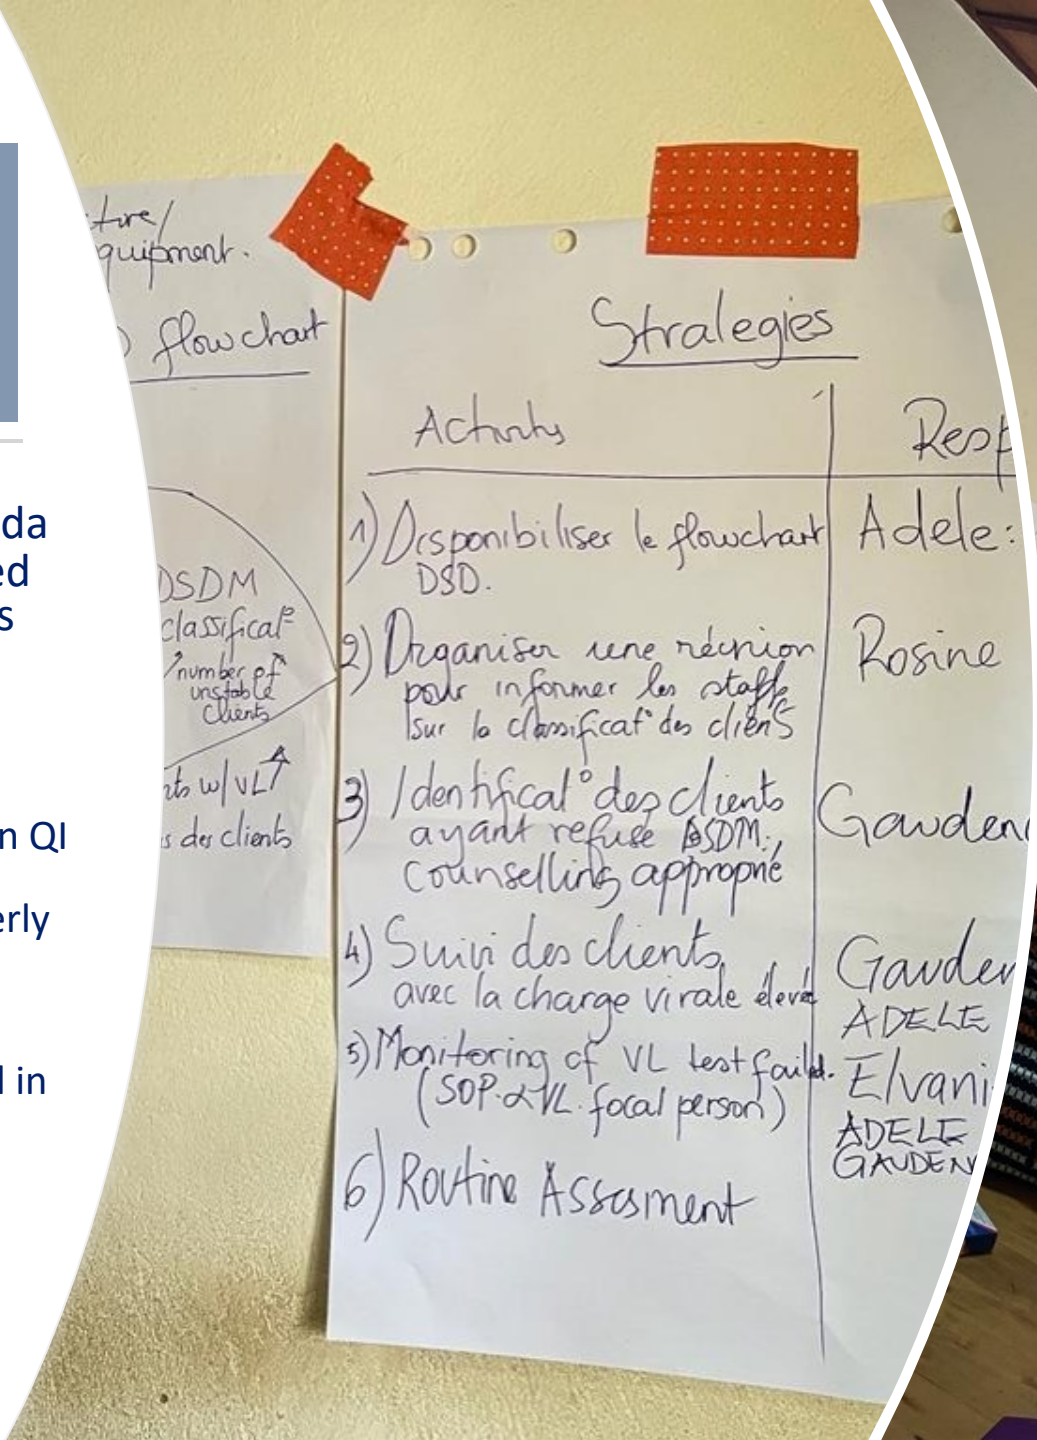 da
ed
s
n QI
erly
l in
ture/
quipment.
flowchart
DSDM
classificat°
number of
unstable
clients
nts w/ VL↑
s des clients
Strategies
Activity
Resp
1) Disponibiliser le flowchart
DSD.
Adele:
2) Organiser une réunion
pour informer les staffs
sur la classificat° des clients
Rosine
3) Identificat° des clients
ayant refusé DSDM;
counselling approprié
Gauden
4) Suivi des clients
avec la charge virale élevé
Gauden
ADELE
5) Monitoring of VL test failed.
(SOP & VL focal person)
Elvani
ADELE
GAUDEN
6) Routine Assesment